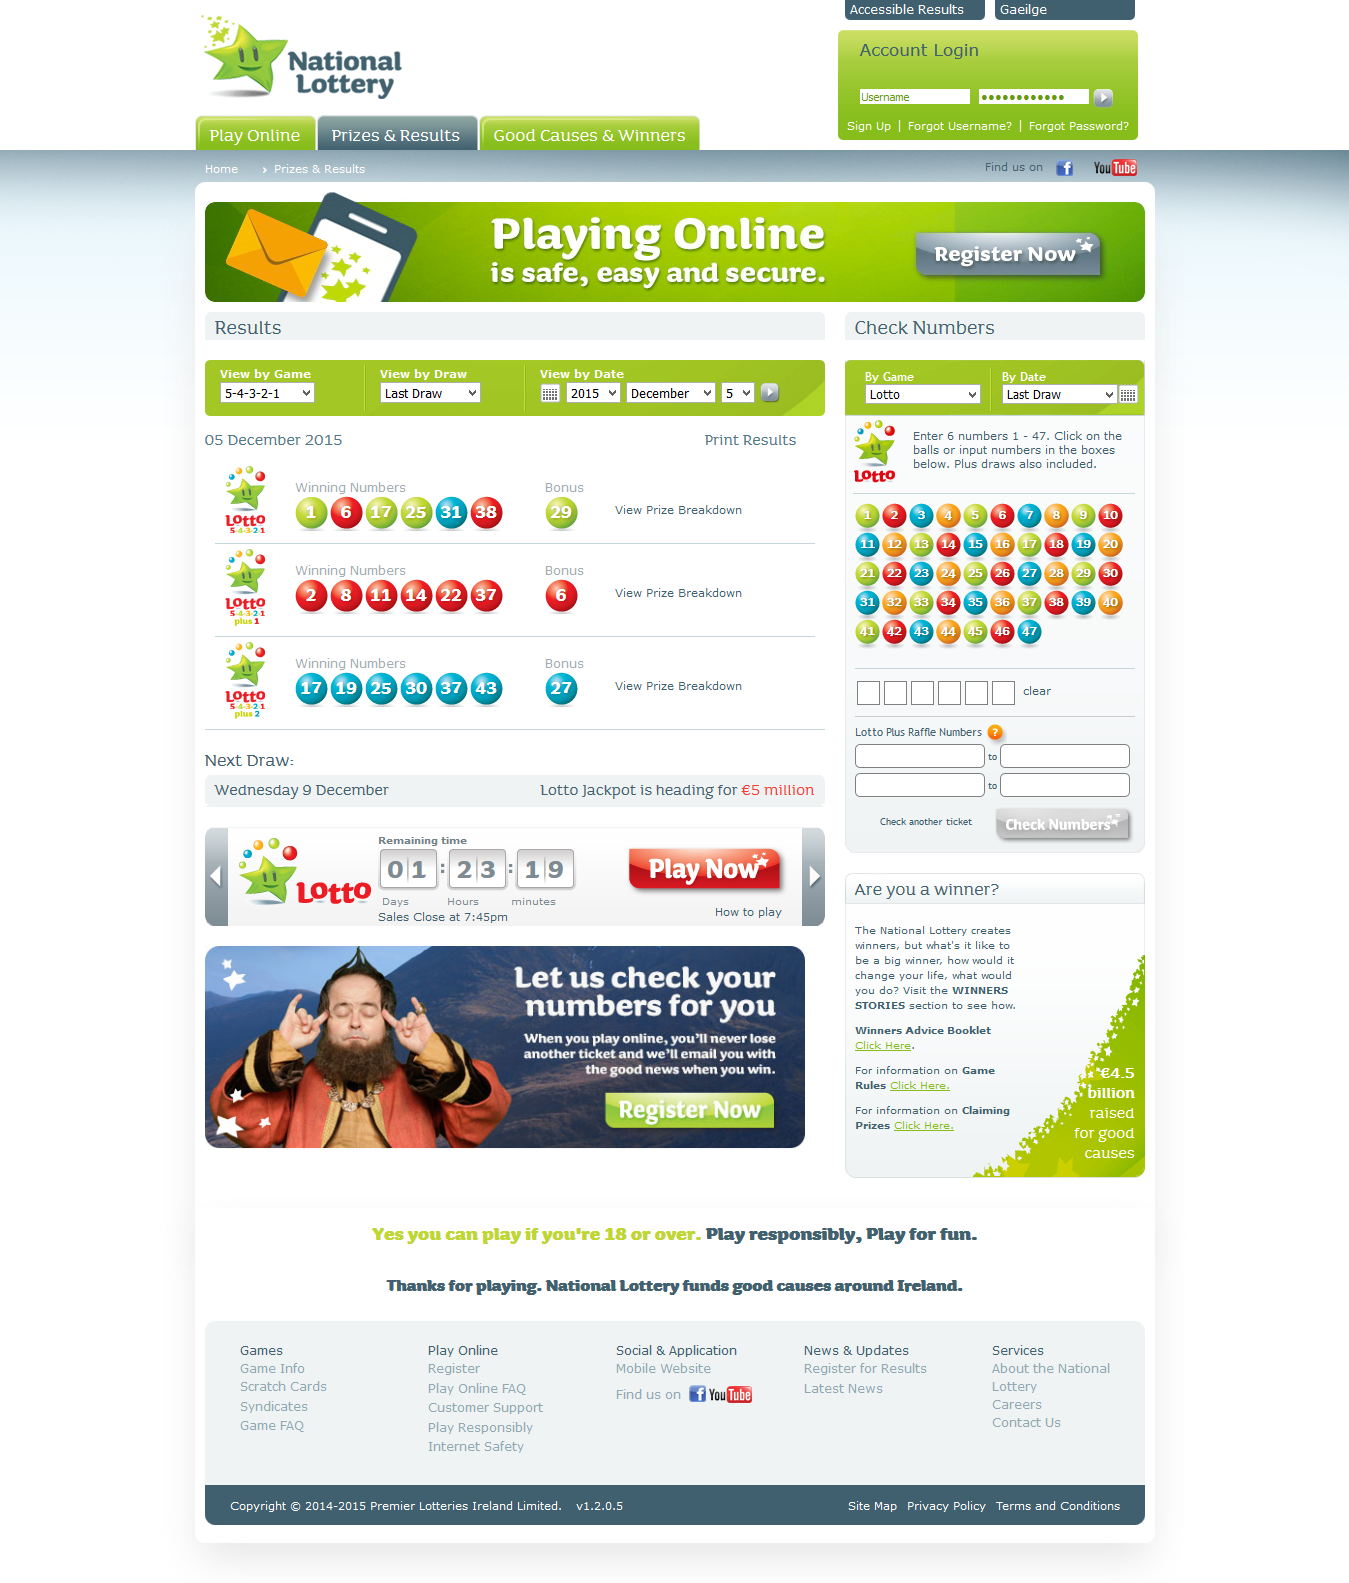 Accessible Results
Gaeilge
National
Lottery
Account Login
Username
Sign Up | Forgot Username? | Forgot Password?
Play Online
Prizes & Results
Good Causes & Winners
Home › Prizes & Results
Find us on
YouTube
Playing Online
is safe, easy and secure.
Register Now
Results
View by Game
View by Draw
View by Date
5-4-3-2-1
Last Draw
2015
December
5
05 December 2015
Print Results
Winning Numbers
Bonus
Lotto
5-4-3-2-1
1 6 17 25 31 38
29
View Prize Breakdown
Winning Numbers
Bonus
Lotto
5-4-3-2-1
plus 1
2 8 11 14 22 37
6
View Prize Breakdown
Winning Numbers
Bonus
Lotto
5-4-3-2-1
plus 2
17 19 25 30 37 43
27
View Prize Breakdown
Next Draw:
Wednesday 9 December
Lotto Jackpot is heading for €5 million
Lotto
Remaining time
01 : 23 : 19
Days Hours minutes
Sales Close at 7:45pm
Play Now
How to play
Let us check your
numbers for you
When you play online, you'll never lose
another ticket and we'll email you with
the good news when you win.
Register Now
Check Numbers
By Game
By Date
Lotto
Last Draw
Lotto
Enter 6 numbers 1 - 47. Click on the
balls or input numbers in the boxes
below. Plus draws also included.
1 2 3 4 5 6 7 8 9 10
11 12 13 14 15 16 17 18 19 20
21 22 23 24 25 26 27 28 29 30
31 32 33 34 35 36 37 38 39 40
41 42 43 44 45 46 47
clear
Lotto Plus Raffle Numbers ?
to
to
Check another ticket
Check Numbers
Are you a winner?
The National Lottery creates
winners, but what's it like to
be a big winner, how would it
change your life, what would
you do? Visit the WINNERS
STORIES section to see how.
Winners Advice Booklet
Click Here.
For information on Game
Rules Click Here.
For information on Claiming
Prizes Click Here.
€4.5
billion
raised
for good
causes
Yes you can play if you're 18 or over. Play responsibly, Play for fun.
Thanks for playing. National Lottery funds good causes around Ireland.
Games
Game Info
Scratch Cards
Syndicates
Game FAQ
Play Online
Register
Play Online FAQ
Customer Support
Play Responsibly
Internet Safety
Social & Application
Mobile Website
Find us on
YouTube
News & Updates
Register for Results
Latest News
Services
About the National
Lottery
Careers
Contact Us
Copyright © 2014-2015 Premier Lotteries Ireland Limited. v1.2.0.5
Site Map Privacy Policy Terms and Conditions